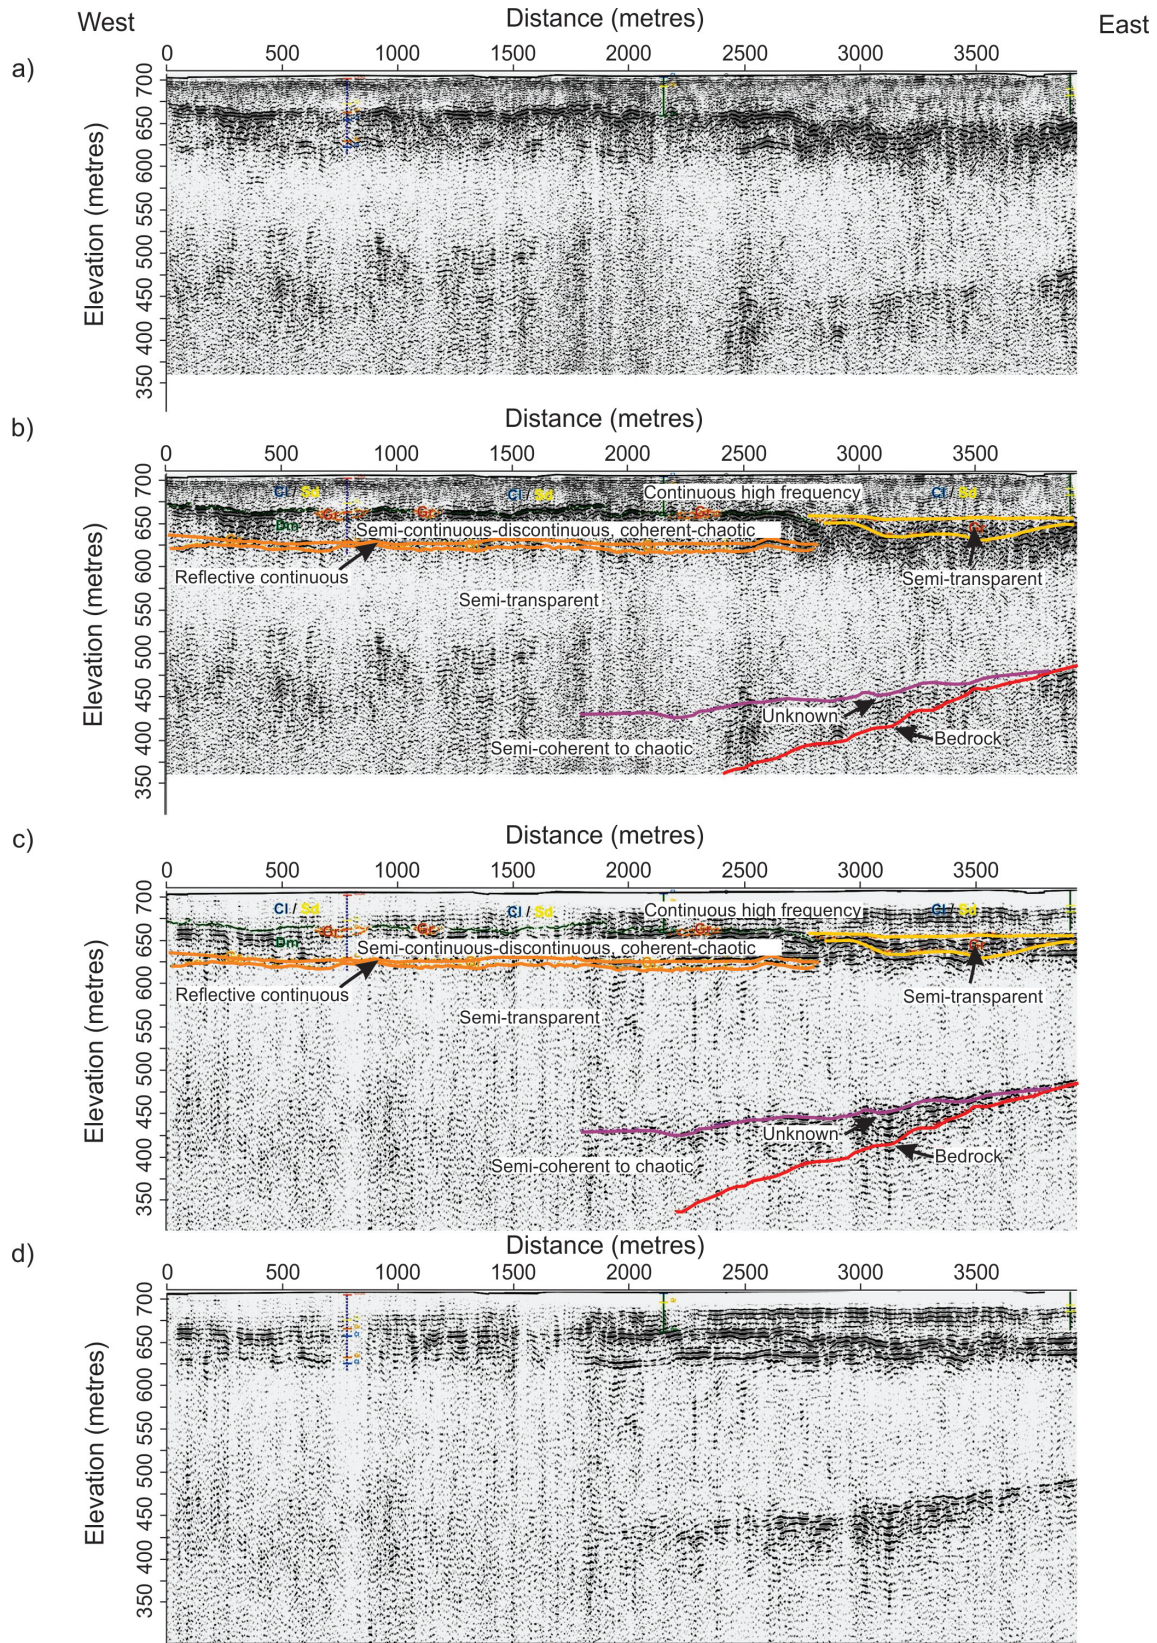 West
Distance (metres)
East
a)
0 500 1000 1500 2000 2500 3000 3500
Elevation (metres)
700
650
600
550
500
450
400
350
b)
Distance (metres)
0 500 1000 1500 2000 2500 3000 3500
Elevation (metres)
700
650
600
550
500
450
400
350
Cl / Sd
Cl / Sd
Continuous high frequency
Cl / Sd
Gr
Gr
Gr
Gr
Dm
Semi-continuous-discontinuous, coherent-chaotic
Reflective continuous
Semi-transparent
Semi-transparent
Unknown
Bedrock
Semi-coherent to chaotic
c)
Distance (metres)
0 500 1000 1500 2000 2500 3000 3500
Elevation (metres)
700
650
600
550
500
450
400
350
Cl / Sd
Cl / Sd
Continuous high frequency
Cl / Sd
Gr
Gr
Gr
Gr
Dm
Semi-continuous-discontinuous, coherent-chaotic
Reflective continuous
Semi-transparent
Semi-transparent
Unknown
Bedrock
Semi-coherent to chaotic
d)
Distance (metres)
0 500 1000 1500 2000 2500 3000 3500
Elevation (metres)
700
650
600
550
500
450
400
350